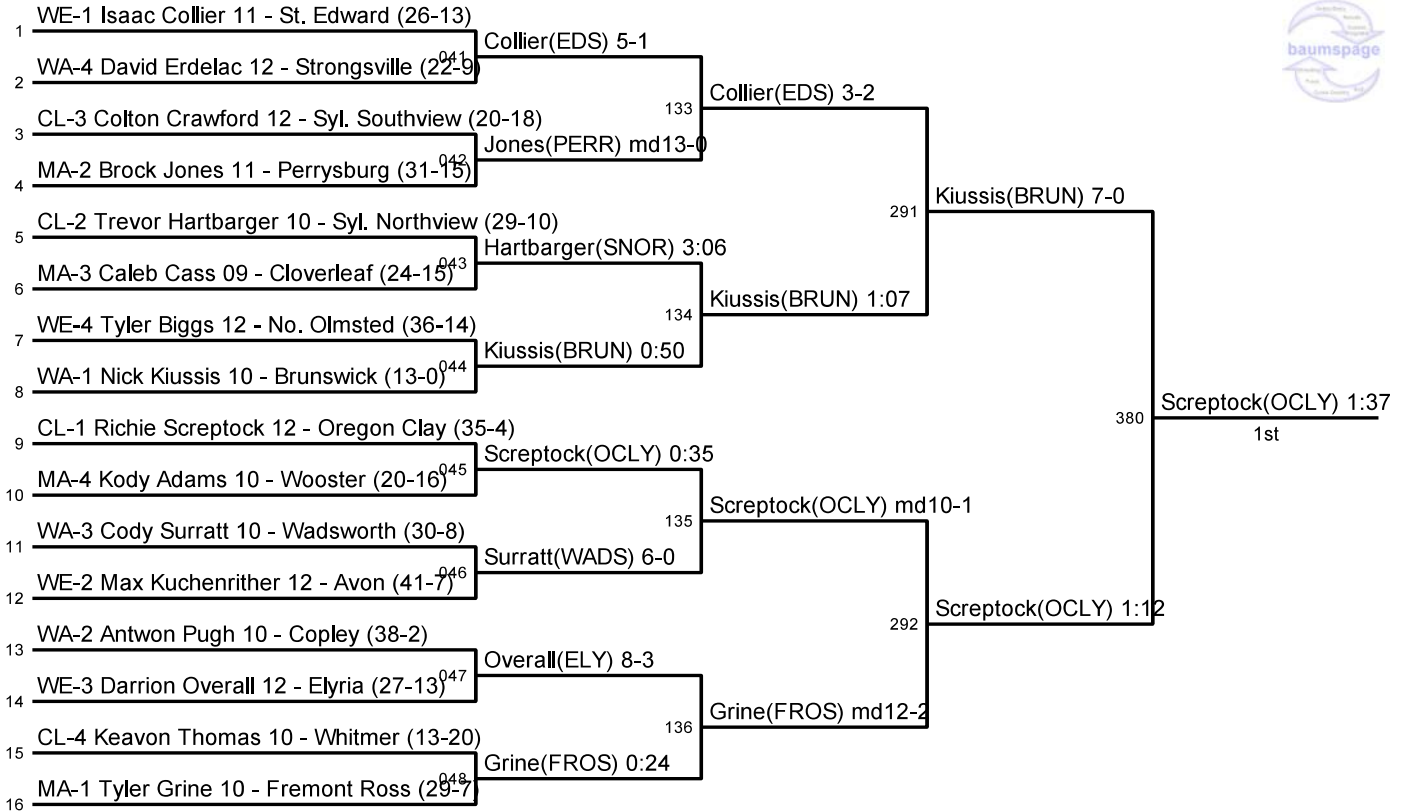 1 WE-1 Isaac Collier 11 - St. Edward (26-13)
041 Collier(EDS) 5-1
2 WA-4 David Erdelac 12 - Strongsville (22-9)
133 Collier(EDS) 3-2
3 CL-3 Colton Crawford 12 - Syl. Southview (20-18)
042 Jones(PERR) md13-0
4 MA-2 Brock Jones 11 - Perrysburg (31-15)
291 Kiussis(BRUN) 7-0
5 CL-2 Trevor Hartbarger 10 - Syl. Northview (29-10)
043 Hartbarger(SNOR) 3:06
6 MA-3 Caleb Cass 09 - Cloverleaf (24-15)
134 Kiussis(BRUN) 1:07
7 WE-4 Tyler Biggs 12 - No. Olmsted (36-14)
044 Kiussis(BRUN) 0:50
8 WA-1 Nick Kiussis 10 - Brunswick (13-0)
380 Screptock(OCLY) 1:37
1st
9 CL-1 Richie Screptock 12 - Oregon Clay (35-4)
045 Screptock(OCLY) 0:35
10 MA-4 Kody Adams 10 - Wooster (20-16)
135 Screptock(OCLY) md10-1
11 WA-3 Cody Surratt 10 - Wadsworth (30-8)
046 Surratt(WADS) 6-0
12 WE-2 Max Kuchenrither 12 - Avon (41-7)
292 Screptock(OCLY) 1:12
13 WA-2 Antwon Pugh 10 - Copley (38-2)
047 Overall(ELY) 8-3
14 WE-3 Darrion Overall 12 - Elyria (27-13)
136 Grine(FROS) md12-2
15 CL-4 Keavon Thomas 10 - Whitmer (13-20)
048 Grine(FROS) 0:24
16 MA-1 Tyler Grine 10 - Fremont Ross (29-7)
baumspage